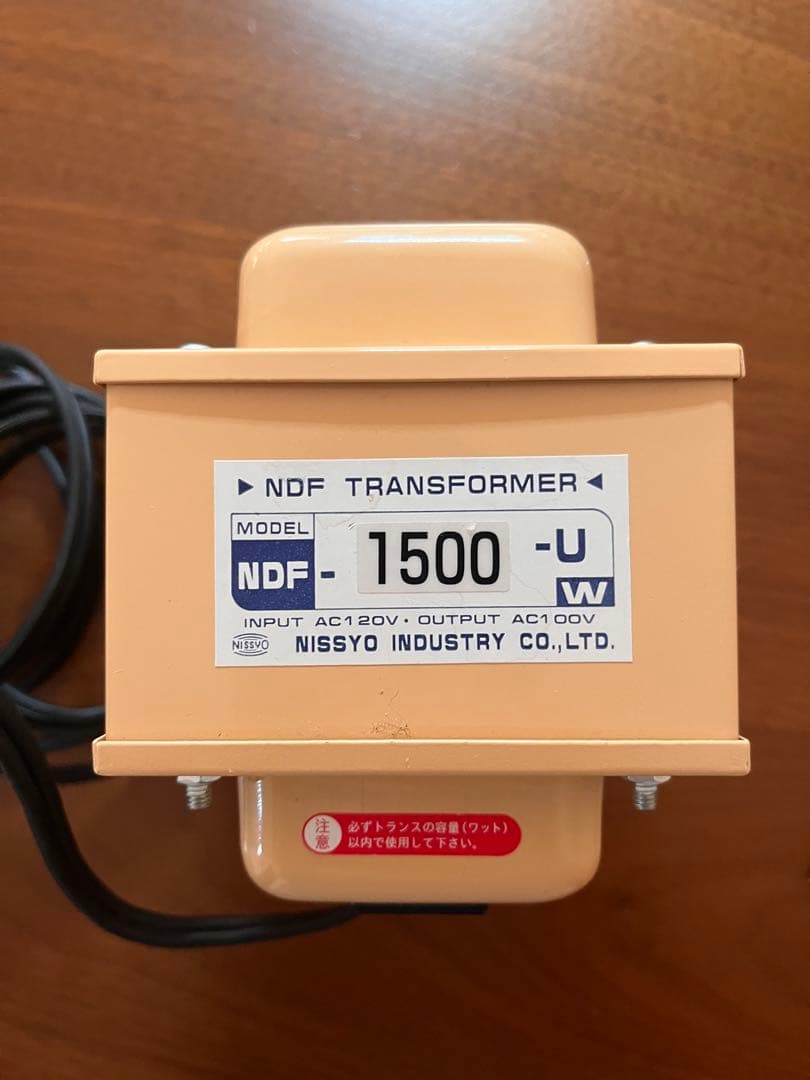 ▶ NDF TRANSFORMER ◀
MODEL
NDF - 1500 -U
W
INPUT AC120V・OUTPUT AC100V
NISSYO NISSYO INDUSTRY CO.,LTD.
注意 必ずトランスの容量(ワット)
以内で使用して下さい。